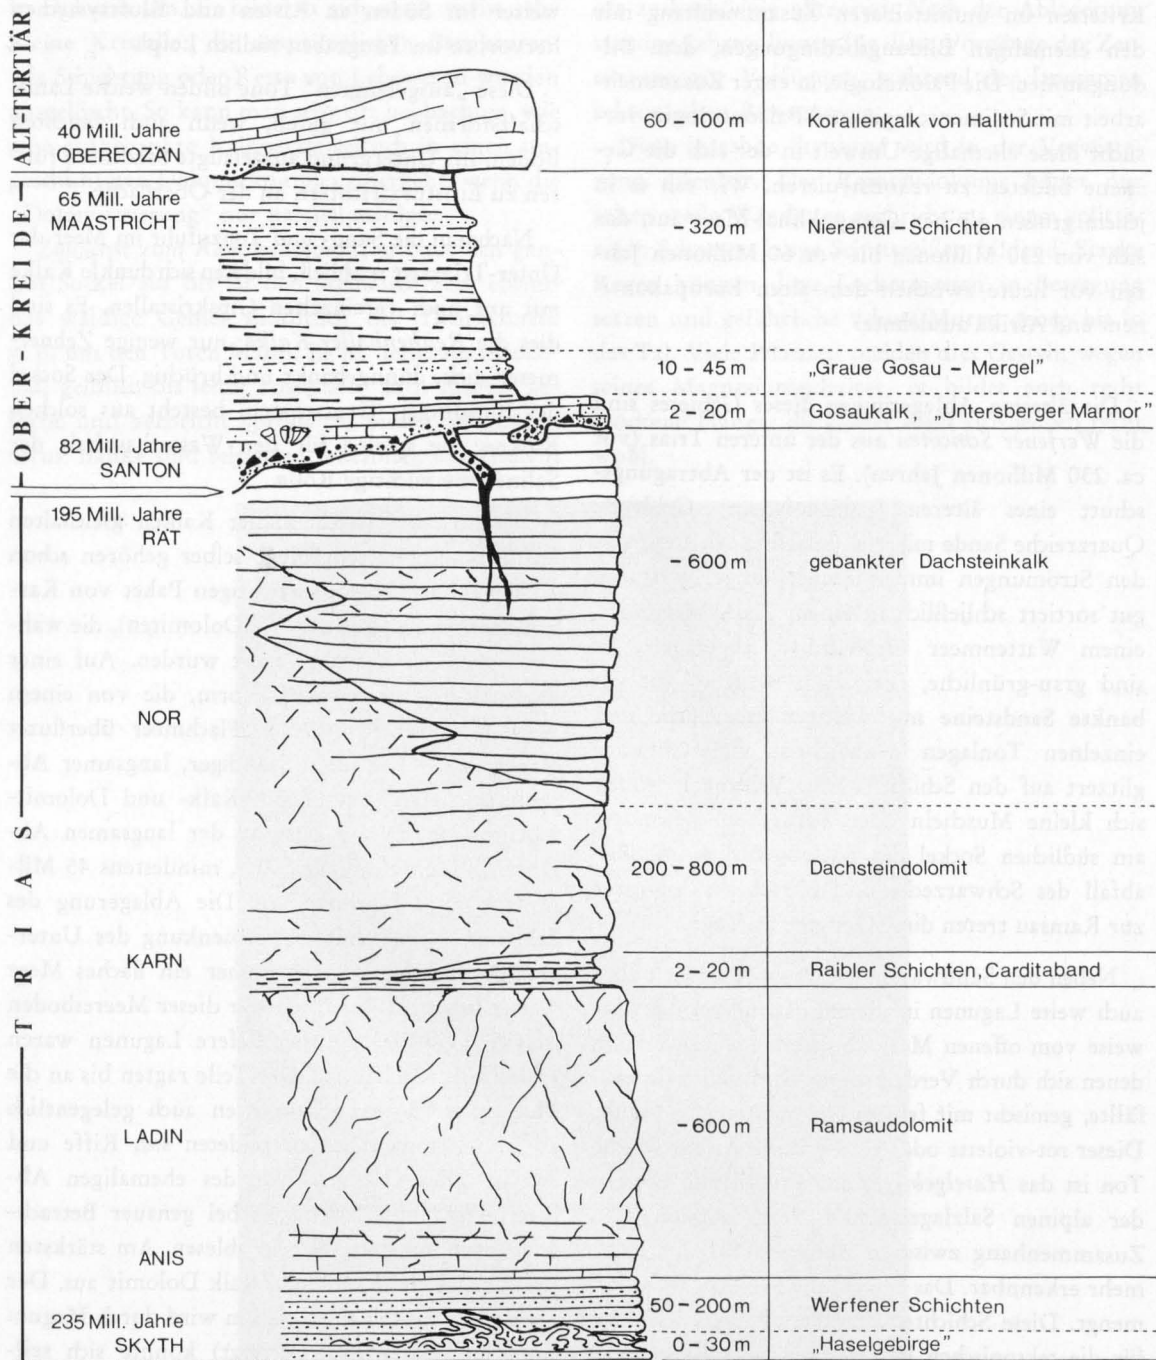 ALT-TERTIÄR
40 Mill. Jahre
OBEREOZÄN
60 – 100 m Korallenkalk von Hallthurm
OBER-KREIDE
65 Mill. Jahre
MASTRICHT
– 320 m Nierental – Schichten
10 – 45 m „Graue Gosau – Mergel”
2 – 20 m Gosaukalk, „Untersberger Marmor”
82 Mill. Jahre
SANTON
TRIAS
195 Mill. Jahre
RÄT
– 600 m gebankter Dachsteinkalk
NOR
200 – 800 m Dachsteindolomit
KARN
2 – 20 m Raibler Schichten, Carditaband
LADIN
– 600 m Ramsaudolomit
ANIS
50 – 200 m Werfener Schichten
235 Mill. Jahre
SKYTH
0 – 30 m „Haselgebirge”